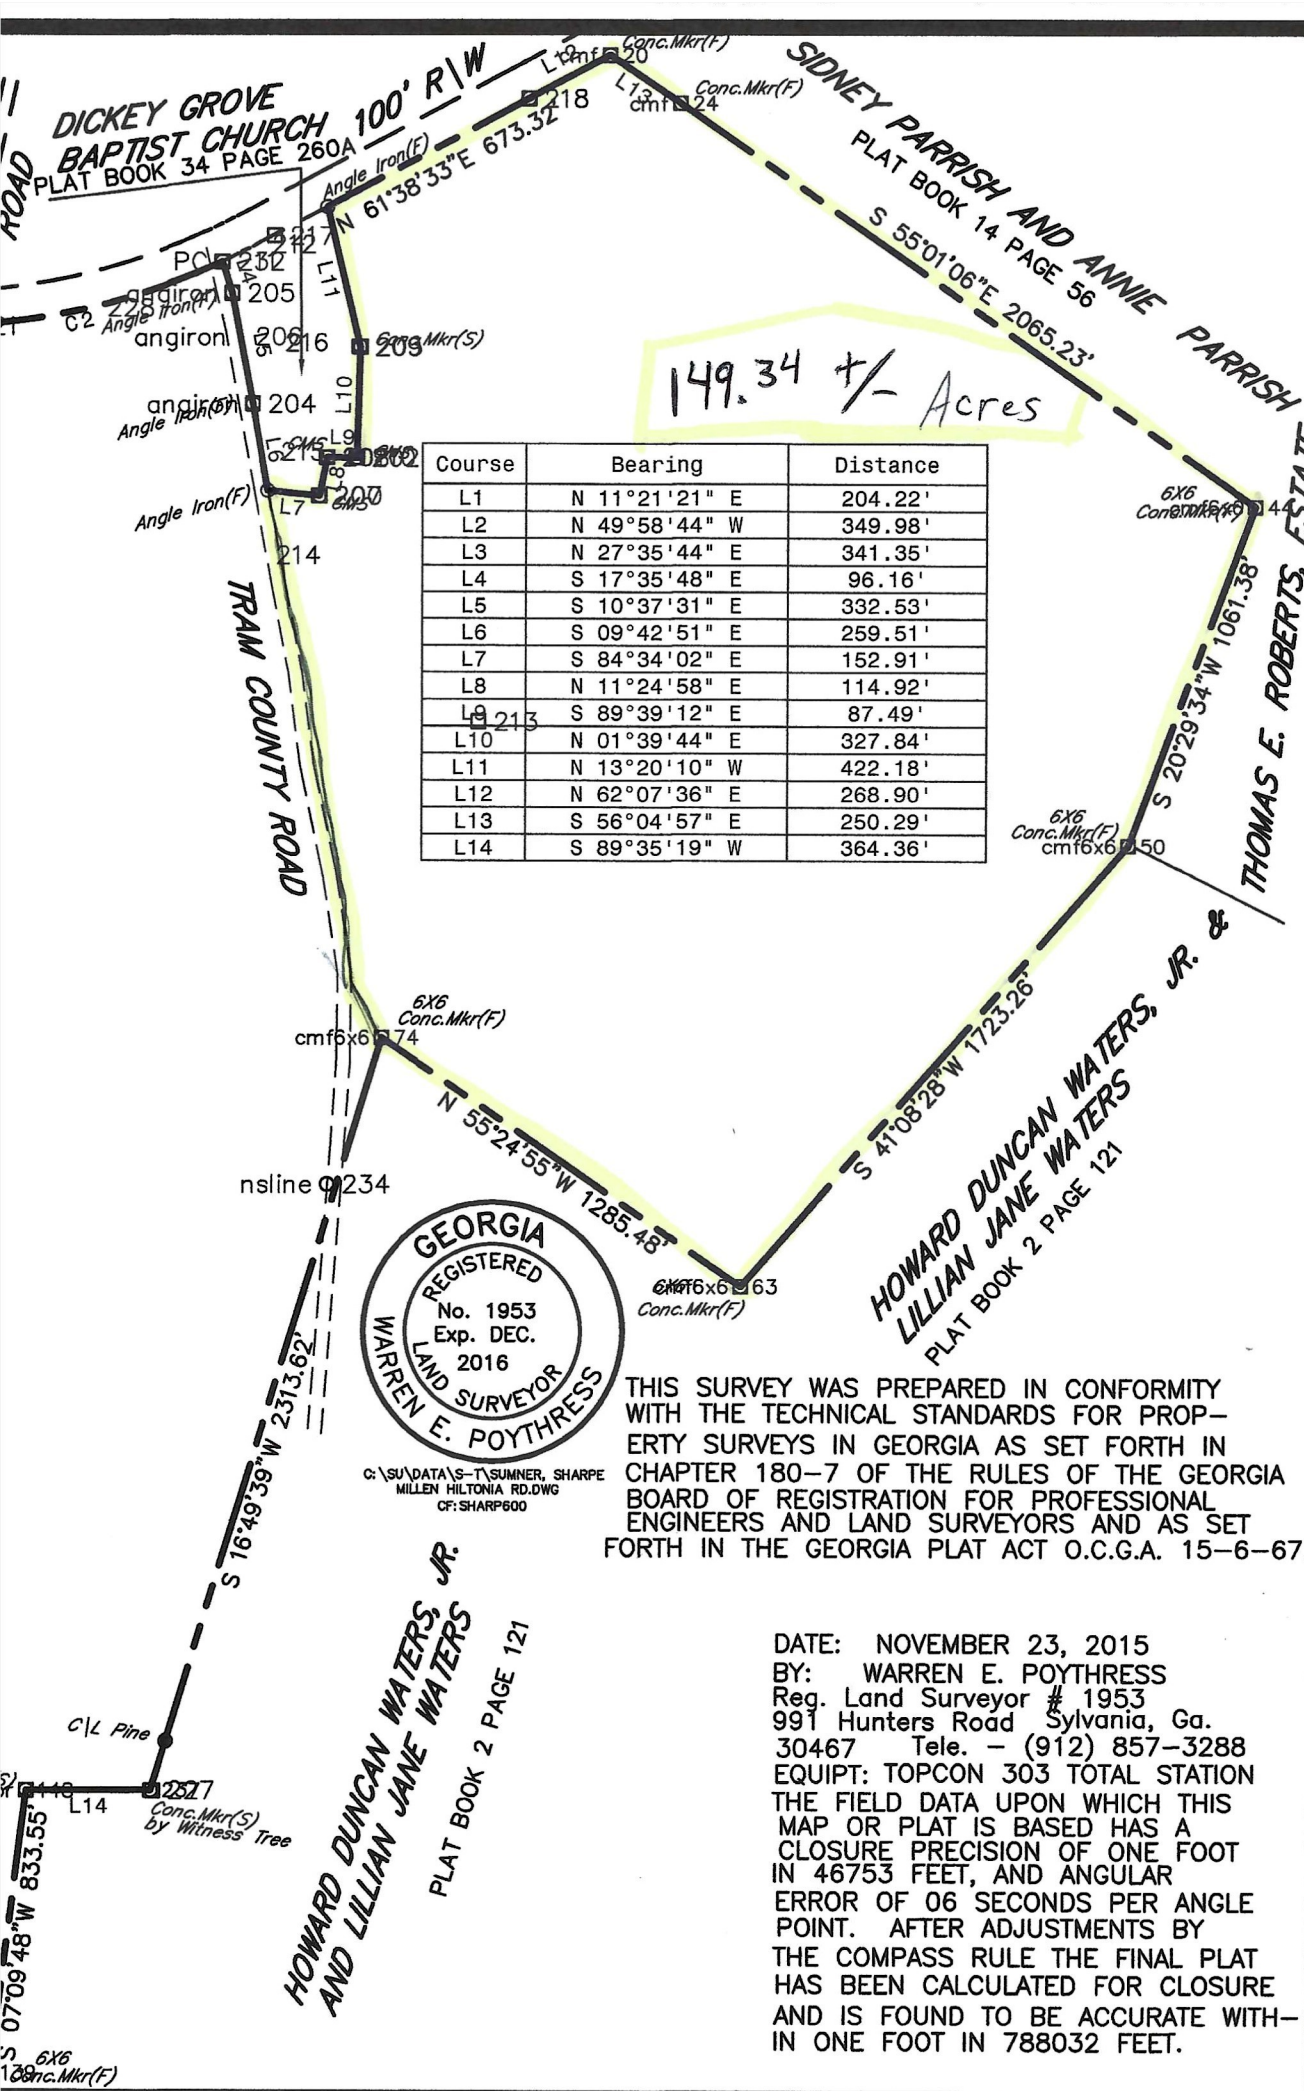 Conc.Mkr(F)
L12
cmf 20
L13
Conc.Mkr(F)
cmf 24
218
DICKEY GROVE
BAPTIST CHURCH 100' R\W
PLAT BOOK 34 PAGE 260A
ROAD
Angle Iron(F)
N 61°38'33"E 673.32'
SIDNEY PARRISH AND ANNIE PARRISH
PLAT BOOK 14 PAGE 56
S 55°01'06"E 2065.23'
217
212
PC 232
angiron 205
C2
Angle Iron(F)
angiron 206
216
L11
209
Conc.Mkr(S)
L10
angiron 204
Angle Iron(F)
L9
CMS
L6
L8
L7
207
CMS
Angle Iron(F)
214
149.34 +/- Acres
Course Bearing Distance
L1 N 11°21'21" E 204.22'
L2 N 49°58'44" W 349.98'
L3 N 27°35'44" E 341.35'
L4 S 17°35'48" E 96.16'
L5 S 10°37'31" E 332.53'
L6 S 09°42'51" E 259.51'
L7 S 84°34'02" E 152.91'
L8 N 11°24'58" E 114.92'
L9 S 89°39'12" E 87.49'
213
L10 N 01°39'44" E 327.84'
L11 N 13°20'10" W 422.18'
L12 N 62°07'36" E 268.90'
L13 S 56°04'57" E 250.29'
L14 S 89°35'19" W 364.36'
6X6
Conc.Mkr(F)
44
TRAM COUNTY ROAD
S 20°29'34"W 1061.38'
THOMAS E. ROBERTS, ESTATE
6X6
Conc.Mkr(F)
cmf6x6 50
6X6
Conc.Mkr(F)
cmf6x6 74
S 41°08'28"W 1723.26'
HOWARD DUNCAN WATERS, JR. &
LILLIAN JANE WATERS
PLAT BOOK 2 PAGE 121
N 55°24'55"W 1285.48'
nsline 234
cmf6x6 63
Conc.Mkr(F)
GEORGIA
REGISTERED
No. 1953
Exp. DEC.
2016
LAND SURVEYOR
WARREN E. POYTHRESS
C:\SU\DATA\S-T\SUMNER, SHARPE
MILLEN HILTONIA RD.DWG
CF:SHARP600
S 16°49'39"W 2313.62'
THIS SURVEY WAS PREPARED IN CONFORMITY
WITH THE TECHNICAL STANDARDS FOR PROP-
ERTY SURVEYS IN GEORGIA AS SET FORTH IN
CHAPTER 180-7 OF THE RULES OF THE GEORGIA
BOARD OF REGISTRATION FOR PROFESSIONAL
ENGINEERS AND LAND SURVEYORS AND AS SET
FORTH IN THE GEORGIA PLAT ACT O.C.G.A. 15-6-67
HOWARD DUNCAN WATERS, JR.
AND LILLIAN JANE WATERS
PLAT BOOK 2 PAGE 121
DATE: NOVEMBER 23, 2015
BY: WARREN E. POYTHRESS
Reg. Land Surveyor # 1953
991 Hunters Road Sylvania, Ga.
30467 Tele. - (912) 857-3288
EQUIPT: TOPCON 303 TOTAL STATION
THE FIELD DATA UPON WHICH THIS
MAP OR PLAT IS BASED HAS A
CLOSURE PRECISION OF ONE FOOT
IN 46753 FEET, AND ANGULAR
ERROR OF 06 SECONDS PER ANGLE
POINT. AFTER ADJUSTMENTS BY
THE COMPASS RULE THE FINAL PLAT
HAS BEEN CALCULATED FOR CLOSURE
AND IS FOUND TO BE ACCURATE WITH-
IN ONE FOOT IN 788032 FEET.
C\L Pine
L14
Conc.Mkr(S)
by Witness Tree
S 07°09'48"W 833.55'
6X6
Conc.Mkr(F)